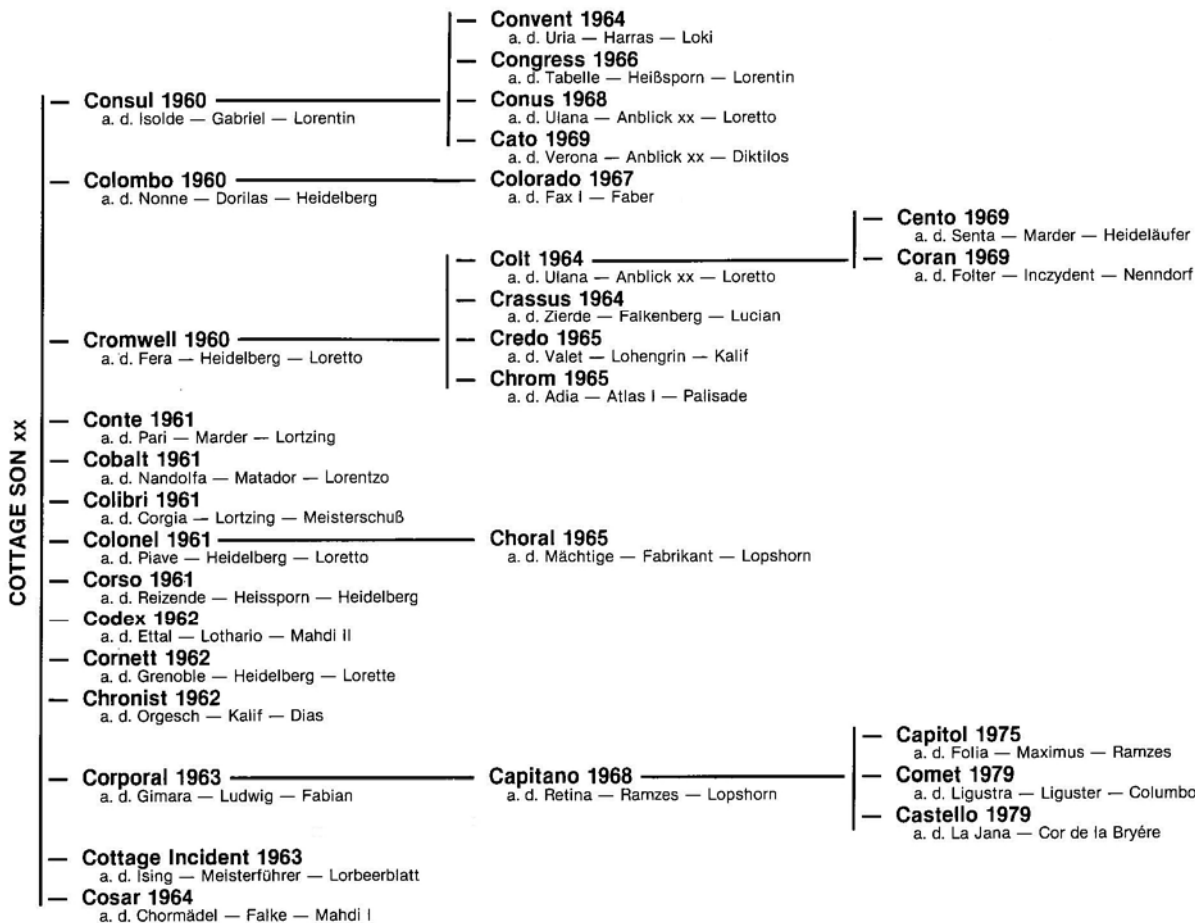 COTTAGE SON xx
Consul 1960
a. d. Isolde — Gabriel — Lorentin
Convent 1964
a. d. Uria — Harras — Loki
Congress 1966
a. d. Tabelle — Heißsporn — Lorentin
Conus 1968
a. d. Ulana — Anblick xx — Loretto
Cato 1969
a. d. Verona — Anblick xx — Diktilos
Colombo 1960
a. d. Nonne — Dorilas — Heidelberg
Colorado 1967
a. d. Fax I — Faber
Cromwell 1960
a. d. Fera — Heidelberg — Loretto
Colt 1964
a. d. Ulana — Anblick xx — Loretto
Cento 1969
a. d. Senta — Marder — Heideläufer
Coran 1969
a. d. Folter — Inczydent — Nenndorf
Crassus 1964
a. d. Zierde — Falkenberg — Lucian
Credo 1965
a. d. Valet — Lohengrin — Kalif
Chrom 1965
a. d. Adia — Atlas I — Palisade
Conte 1961
a. d. Pari — Marder — Lortzing
Cobalt 1961
a. d. Nandolfa — Matador — Lorentzo
Colibri 1961
a. d. Corgia — Lortzing — Meisterschuß
Colonel 1961
a. d. Piave — Heidelberg — Loretto
Choral 1965
a. d. Mächtige — Fabrikant — Lopshorn
Corso 1961
a. d. Reizende — Heissporn — Heidelberg
Codex 1962
a. d. Ettal — Lothario — Mahdi II
Cornett 1962
a. d. Grenoble — Heidelberg — Lorette
Chronist 1962
a. d. Orgesch — Kalif — Dias
Corporal 1963
a. d. Gimara — Ludwig — Fabian
Capitano 1968
a. d. Retina — Ramzes — Lopshorn
Capitol 1975
a. d. Folia — Maximus — Ramzes
Comet 1979
a. d. Ligustra — Liguster — Columbo
Castello 1979
a. d. La Jana — Cor de la Bryére
Cottage Incident 1963
a. d. Ising — Meisterführer — Lorbeerblatt
Cosar 1964
a. d. Chormädel — Falke — Mahdi I